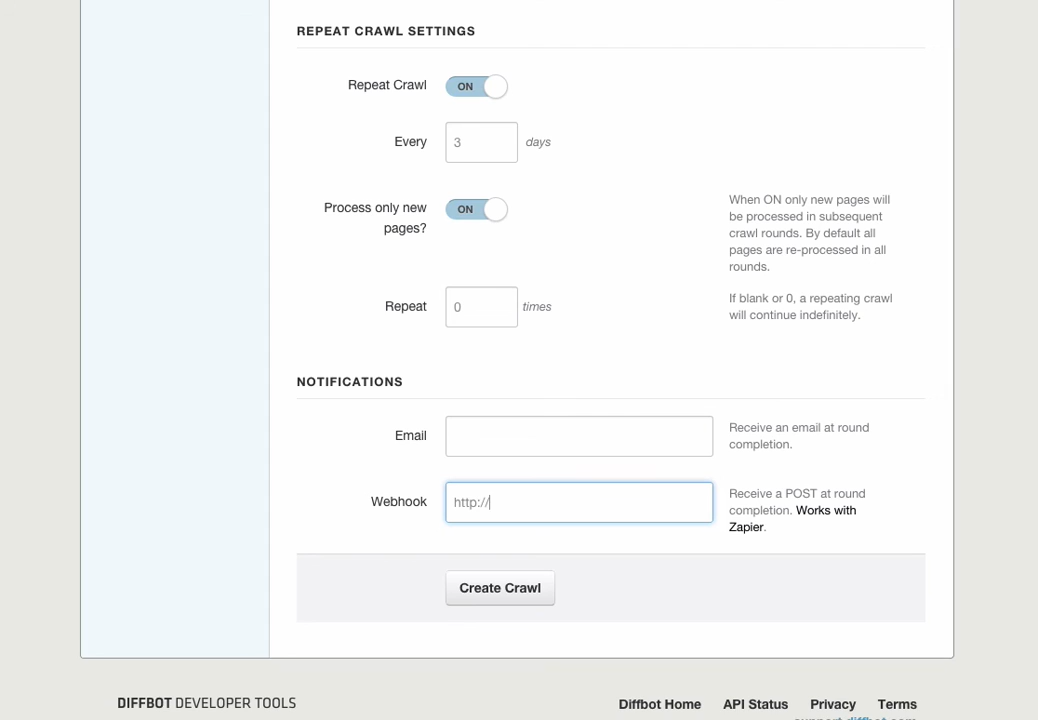 REPEAT CRAWL SETTINGS
Repeat Crawl
ON
Every
3
days
Process only new
pages?
ON
When ON only new pages will
be processed in subsequent
crawl rounds. By default all
pages are re-processed in all
rounds.
Repeat
0
times
If blank or 0, a repeating crawl
will continue indefinitely.
NOTIFICATIONS
Email
Receive an email at round
completion.
Webhook
http://
Receive a POST at round
completion. Works with
Zapier.
Create Crawl
DIFFBOT DEVELOPER TOOLS
Diffbot Home
API Status
Privacy
Terms
support.diffbot.com